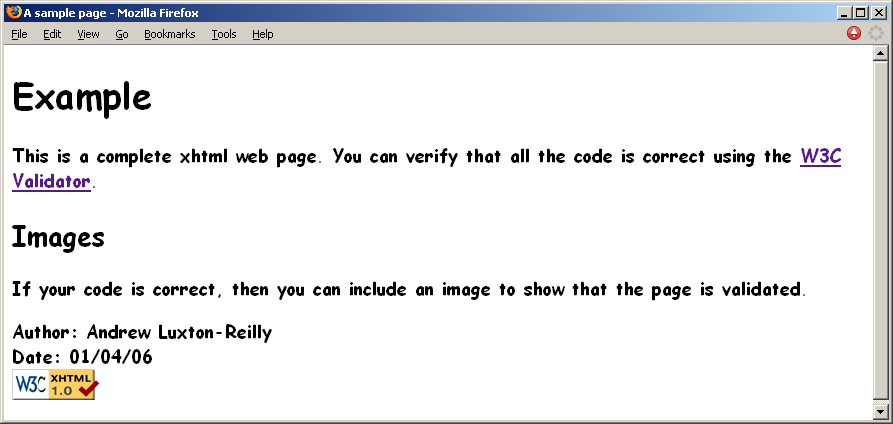 A sample page - Mozilla Firefox
File Edit View Go Bookmarks Tools Help
Example
This is a complete xhtml web page. You can verify that all the code is correct using the W3C
Validator.
Images
If your code is correct, then you can include an image to show that the page is validated.
Author: Andrew Luxton-Reilly
Date: 01/04/06
W3C XHTML
1.0